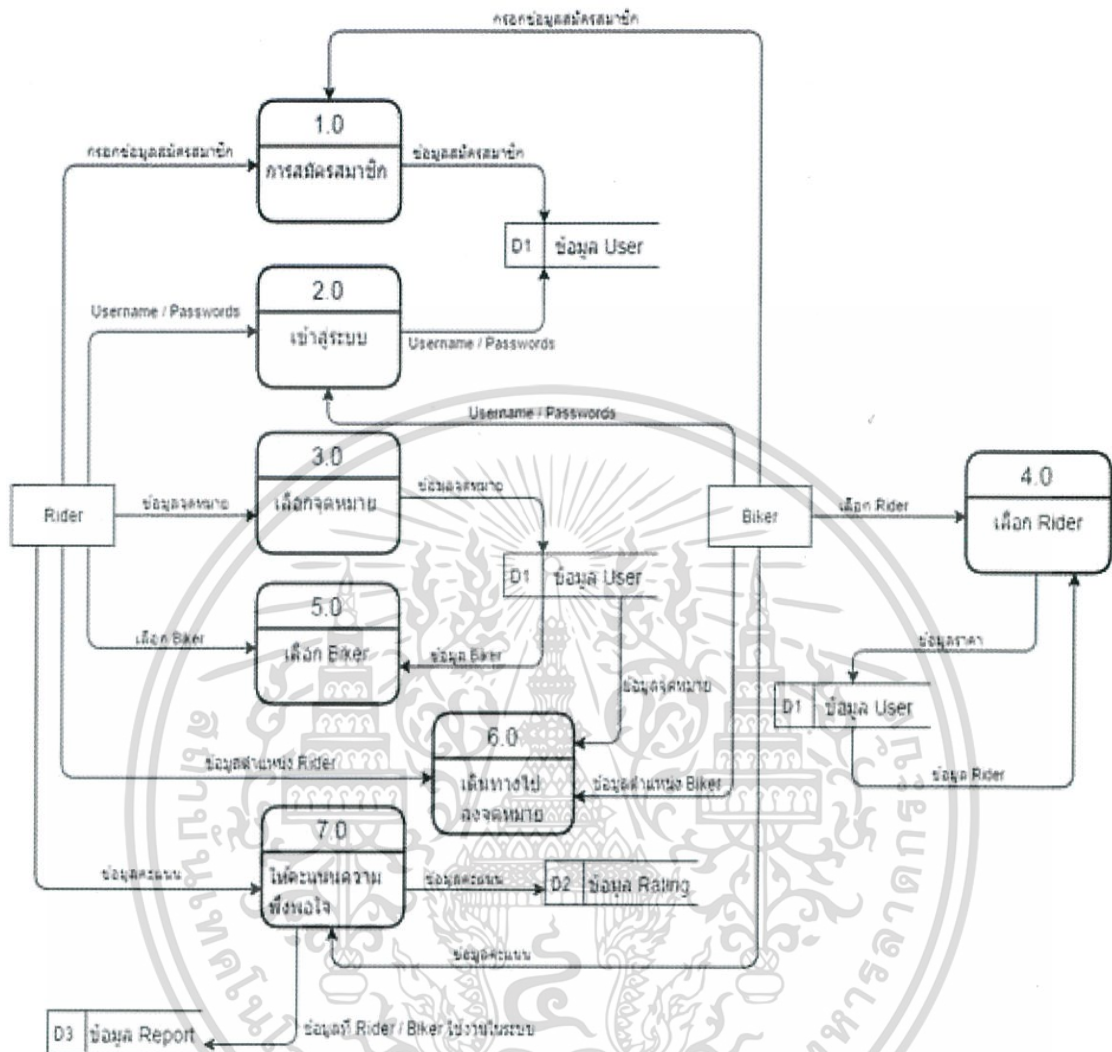 กรอกข้อมูลสมัครสมาชิก
1.0
กรอกข้อมูลสมัครสมาชิก
การสมัครสมาชิก
ข้อมูลสมัครสมาชิก
D1 ข้อมูล User
2.0
Username / Passwords
เข้าสู่ระบบ
Username / Passwords
Username / Passwords
3.0
ข้อมูลจุดหมาย
4.0
Rider
ข้อมูลจุดหมาย
เลือกจุดหมาย
Biker
เลือก Rider
เลือก Rider
D1 ข้อมูล User
5.0
เลือก Biker
เลือก Biker
ข้อมูล Biker
ข้อมูลราคา
ข้อมูลจุดหมาย
D1 ข้อมูล User
6.0
ข้อมูลตำแหน่ง Rider
ข้อมูล Rider
เดินทางไป
ข้อมูลตำแหน่ง Biker
องจุดหมาย
7.0
ข้อมูลคะแนน
ให้คะแนนความ
พึงพอใจ
ข้อมูลคะแนน
D2 ข้อมูล Rating
ข้อมูลคะแนน
D3 ข้อมูล Report
ข้อมูลที่ Rider / Biker ใช้งานในระบบ